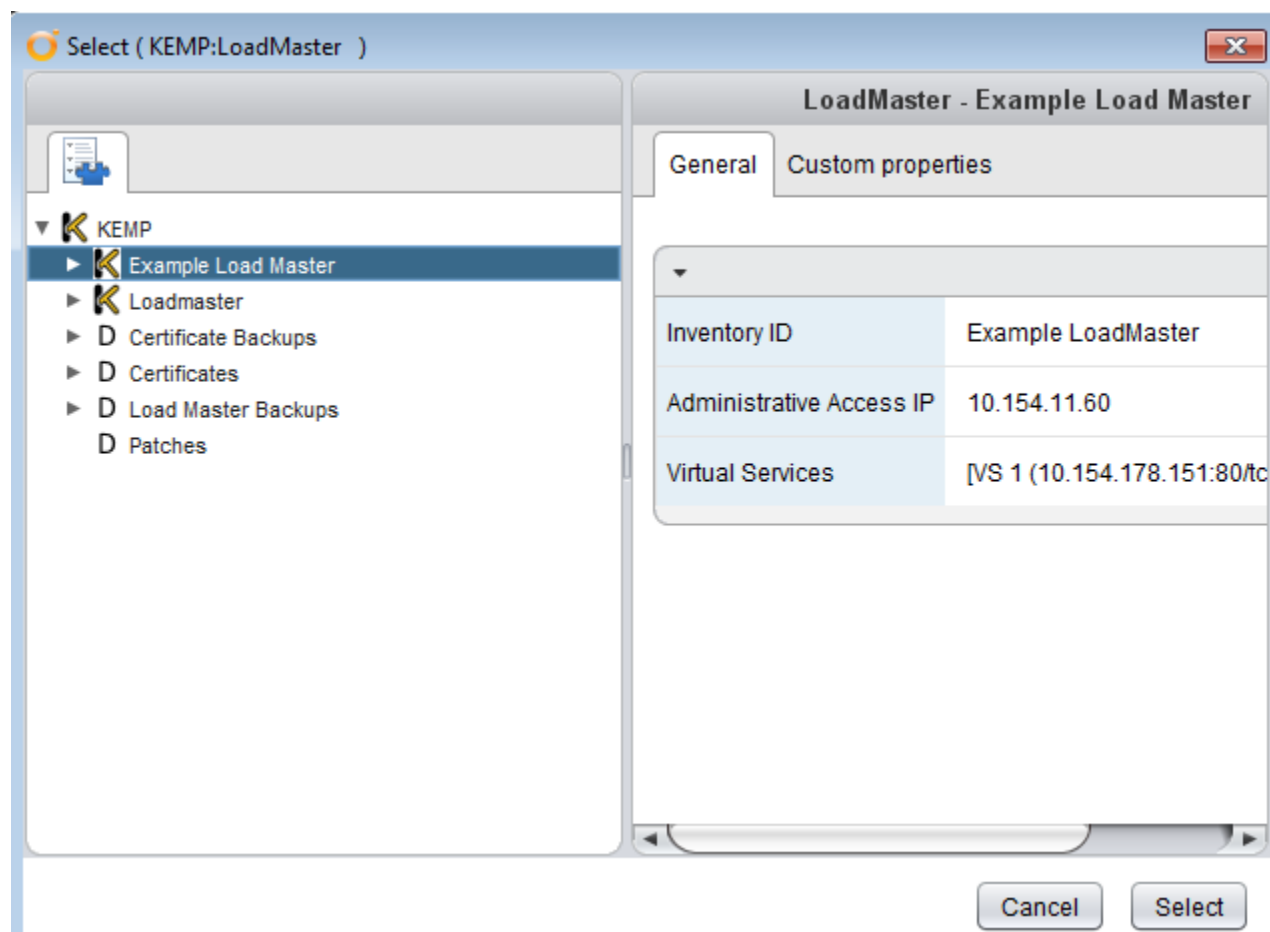 Select ( KEMP:LoadMaster )
LoadMaster - Example Load Master
General Custom properties
KEMP
Example Load Master
Loadmaster
D Certificate Backups
D Certificates
D Load Master Backups
D Patches
Inventory ID Example LoadMaster
Administrative Access IP 10.154.11.60
Virtual Services [VS 1 (10.154.178.151:80/tc
Cancel Select